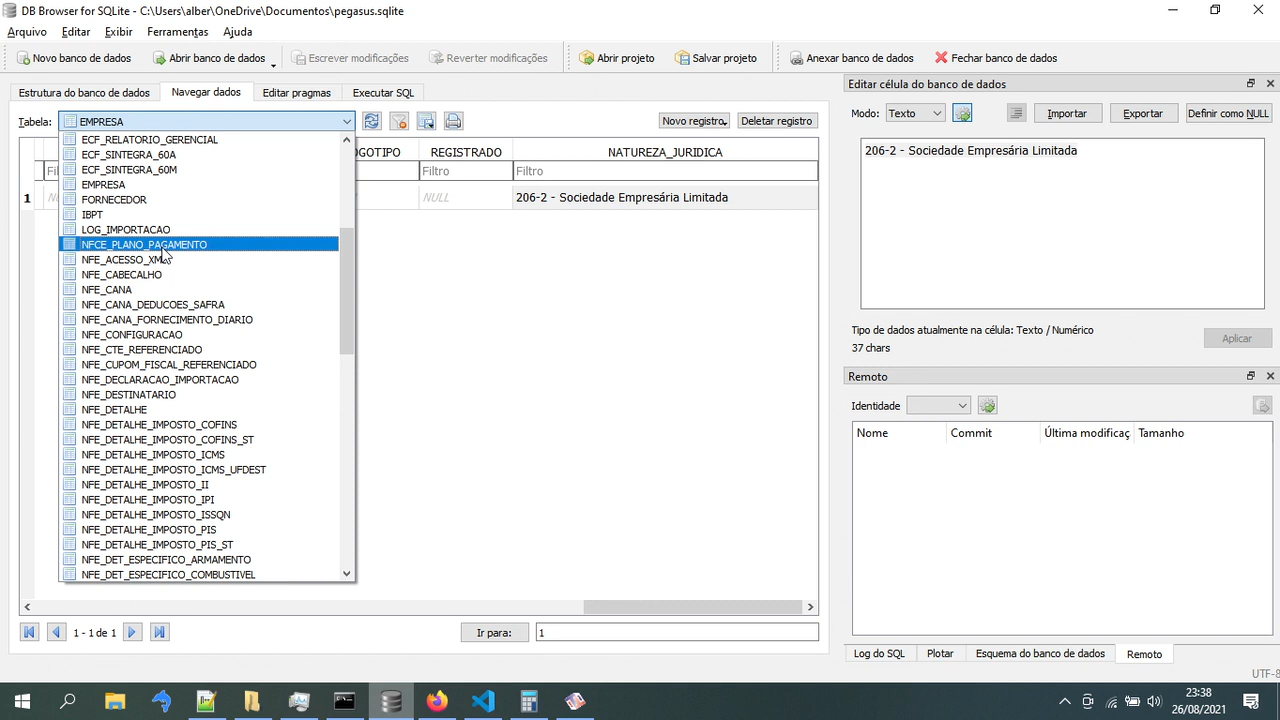 DB Browser for SQLite - C:\Users\alber\OneDrive\Documentos\pegasus.sqlite
Arquivo Editar Exibir Ferramentas Ajuda
Novo banco de dados Abrir banco de dados Escrever modificações Reverter modificações Abrir projeto Salvar projeto Anexar banco de dados Fechar banco de dados
Estrutura do banco de dados Navegar dados Editar pragmas Executar SQL
Tabela: EMPRESA Novo registro Deletar registro
OGOTIPO REGISTRADO NATUREZA_JURIDICA
Fil Filtro Filtro
1 NULL 206-2 - Sociedade Empresária Limitada
ECF_RELATORIO_GERENCIAL
ECF_SINTEGRA_60A
ECF_SINTEGRA_60M
EMPRESA
FORNECEDOR
IBPT
LOG_IMPORTACAO
NFCE_PLANO_PAGAMENTO
NFE_ACESSO_XML
NFE_CABECALHO
NFE_CANA
NFE_CANA_DEDUCOES_SAFRA
NFE_CANA_FORNECIMENTO_DIARIO
NFE_CONFIGURACAO
NFE_CTE_REFERENCIADO
NFE_CUPOM_FISCAL_REFERENCIADO
NFE_DECLARACAO_IMPORTACAO
NFE_DESTINATARIO
NFE_DETALHE
NFE_DETALHE_IMPOSTO_COFINS
NFE_DETALHE_IMPOSTO_COFINS_ST
NFE_DETALHE_IMPOSTO_ICMS
NFE_DETALHE_IMPOSTO_ICMS_UFDEST
NFE_DETALHE_IMPOSTO_II
NFE_DETALHE_IMPOSTO_IPI
NFE_DETALHE_IMPOSTO_ISSQN
NFE_DETALHE_IMPOSTO_PIS
NFE_DETALHE_IMPOSTO_PIS_ST
NFE_DET_ESPECIFICO_ARMAMENTO
NFE_DET_ESPECIFICO_COMBUSTIVEL
1 - 1 de 1 Ir para: 1
Editar célula do banco de dados
Modo: Texto Importar Exportar Definir como NULL
206-2 - Sociedade Empresária Limitada
Tipo de dados atualmente na célula: Texto / Numérico
37 chars
Aplicar
Remoto
Identidade
Nome Commit Última modificaç Tamanho
Log do SQL Plotar Esquema do banco de dados Remoto
UTF-8
23:38
26/08/2021